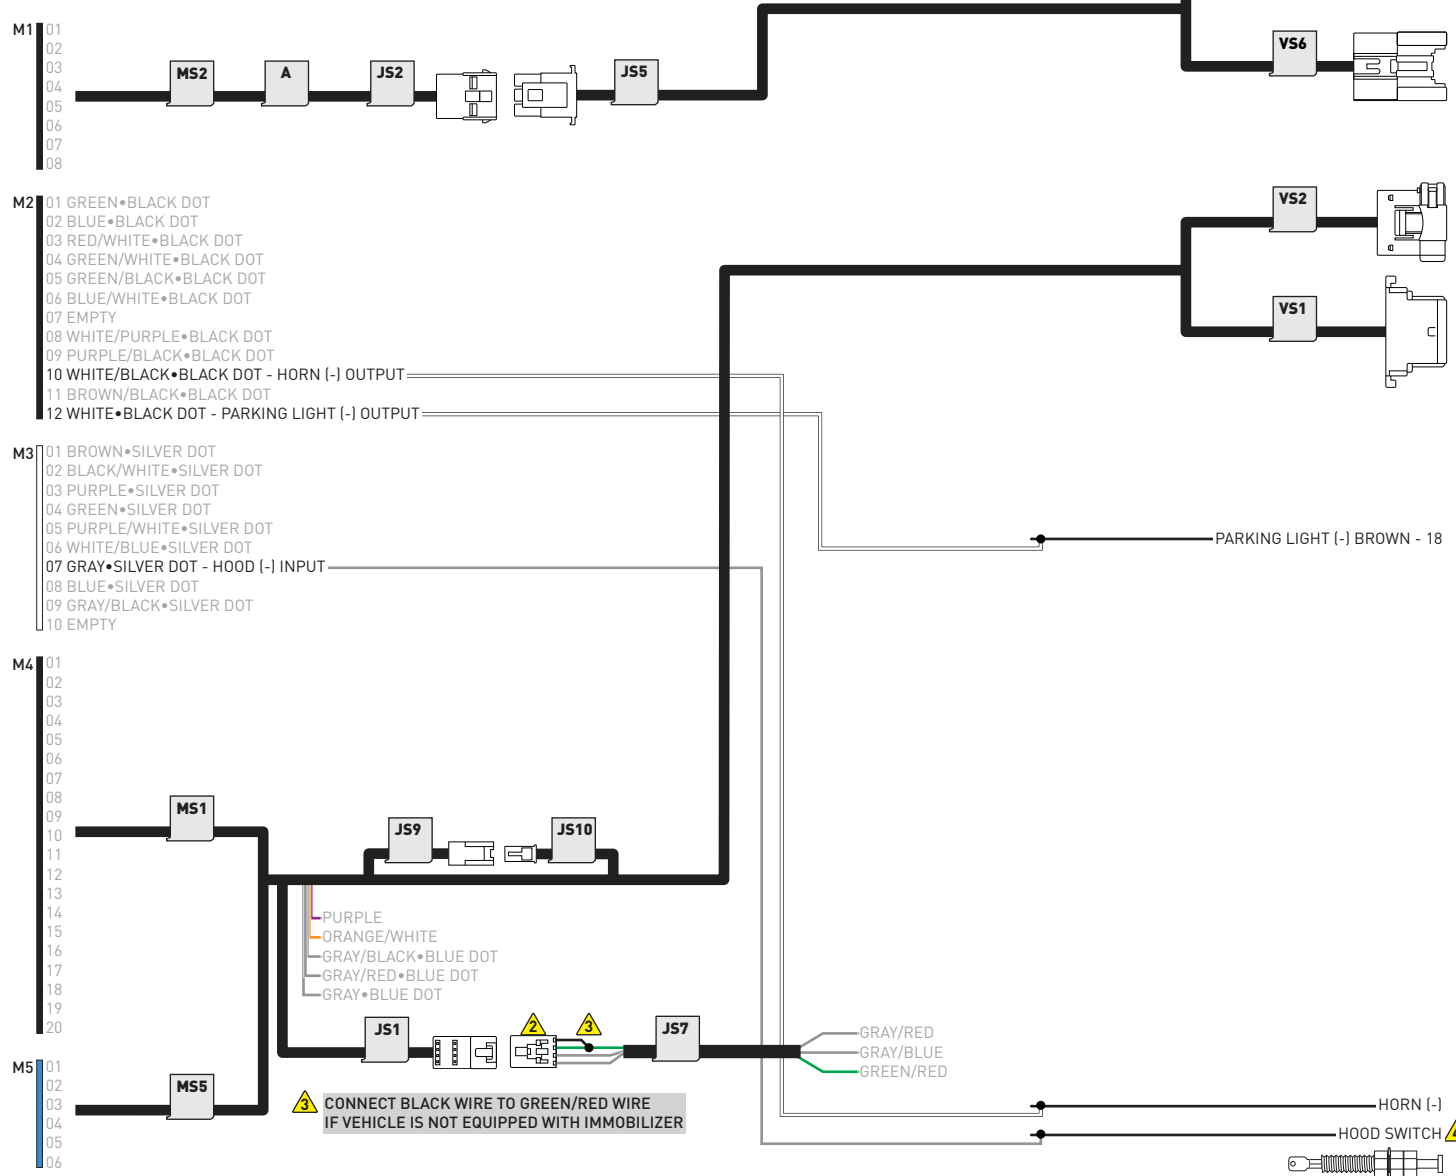 M1 01
02
03
04
05
06
07
08
MS2
A
JS2
JS5
VS6
M2 01 GREEN•BLACK DOT
02 BLUE•BLACK DOT
03 RED/WHITE•BLACK DOT
04 GREEN/WHITE•BLACK DOT
05 GREEN/BLACK•BLACK DOT
06 BLUE/WHITE•BLACK DOT
07 EMPTY
08 WHITE/PURPLE•BLACK DOT
09 PURPLE/BLACK•BLACK DOT
10 WHITE/BLACK•BLACK DOT - HORN (-) OUTPUT
11 BROWN/BLACK•BLACK DOT
12 WHITE•BLACK DOT - PARKING LIGHT (-) OUTPUT
VS2
VS1
M3 01 BROWN•SILVER DOT
02 BLACK/WHITE•SILVER DOT
03 PURPLE•SILVER DOT
04 GREEN•SILVER DOT
05 PURPLE/WHITE•SILVER DOT
06 WHITE/BLUE•SILVER DOT
07 GRAY•SILVER DOT - HOOD (-) INPUT
08 BLUE•SILVER DOT
09 GRAY/BLACK•SILVER DOT
10 EMPTY
PARKING LIGHT (-) BROWN - 18
M4 01
02
03
04
05
06
07
08
09
10
11
12
13
14
15
16
17
18
19
20
MS1
JS9
JS10
PURPLE
ORANGE/WHITE
GRAY/BLACK•BLUE DOT
GRAY/RED•BLUE DOT
GRAY•BLUE DOT
JS1
2
3
JS7
GRAY/RED
GRAY/BLUE
GREEN/RED
M5 01
02
03
04
05
06
MS5
3 CONNECT BLACK WIRE TO GREEN/RED WIRE
IF VEHICLE IS NOT EQUIPPED WITH IMMOBILIZER
HORN (-)
HOOD SWITCH 4